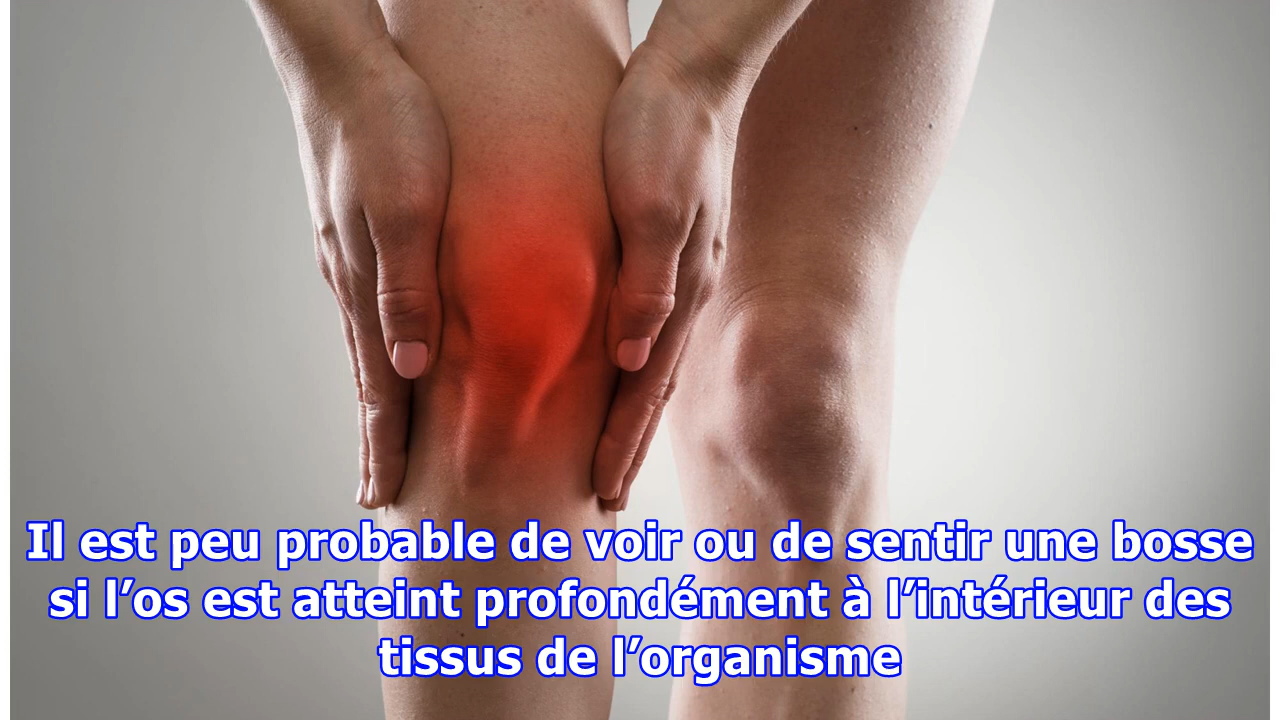 Il est peu probable de voir ou de sentir une bosse
si l’os est atteint profondément à l’intérieur des
tissus de l’organisme